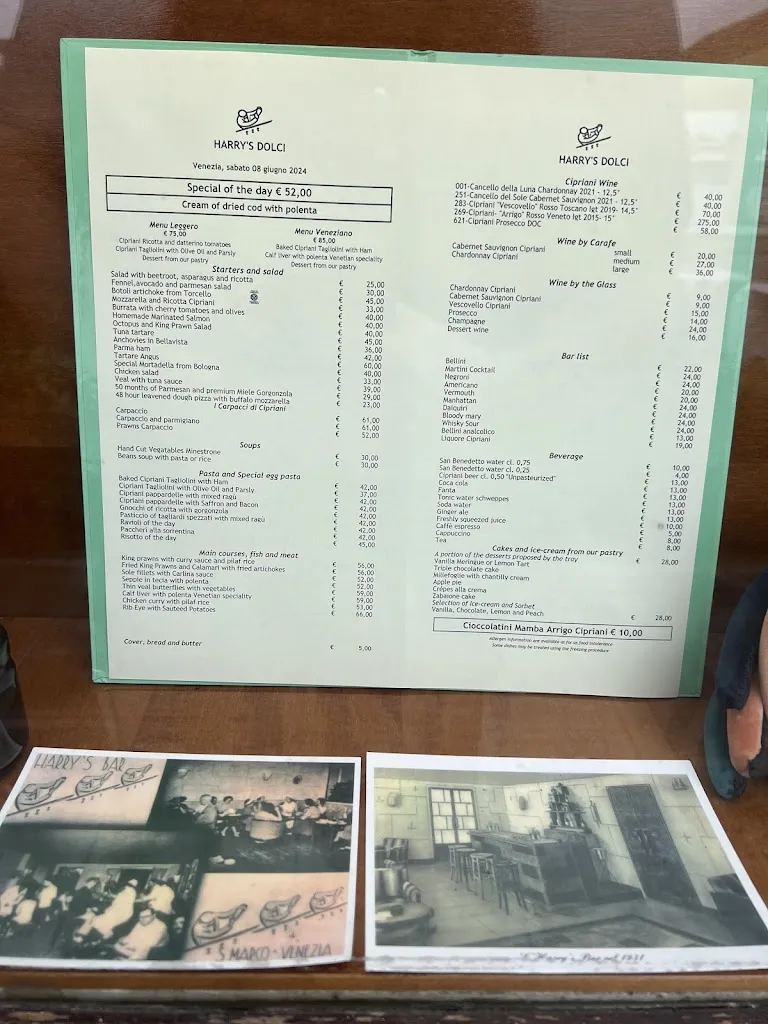 HARRY'S DOLCI
Venezia, sabato 08 giugno 2024
Special of the day € 52,00
Cream of dried cod with polenta
Menu Leggero
€ 75,00
Cipriani Ricotta and datterino tomatoes
Cipriani Tagliolini with Olive Oil and Parsly
Dessert from our pastry
Menu Veneziano
€ 85,00
Baked Cipriani Tagliolini with Ham
Calf liver with polenta Venetian speciality
Dessert from our pastry
Starters and salad
Salad with beetroot, asparagus and ricotta € 25,00
Fennel,avocado and parmesan salad € 30,00
Botoli artichoke from Torcello € 45,00
Mozzarella and Ricotta Cipriani € 33,00
Burrata with cherry tomatoes and olives € 40,00
Homemade Marinated Salmon € 40,00
Octopus and King Prawn Salad € 40,00
Tuna tartare € 45,00
Anchovies in Bellavista € 36,00
Parma ham € 42,00
Tartare Angus € 60,00
Special Mortadella from Bologna € 40,00
Chicken salad € 33,00
Veal with tuna sauce € 39,00
50 months of Parmesan and premium Miele Gorgonzola € 29,00
48 hour leavened dough pizza with buffalo mozzarella € 23,00
I Carpacci di Cipriani
Carpaccio € 61,00
Carpaccio and parmigiano € 61,00
Prawns Carpaccio € 52,00
Soups
Hand Cut Vegatables Minestrone € 30,00
Beans soup with pasta or rice € 30,00
Pasta and Special egg pasta
Baked Cipriani Tagliolini with Ham € 42,00
Cipriani Tagliolini with Olive Oil and Parsly € 37,00
Cipriani pappardelle with mixed ragù € 42,00
Cipriani pappardelle with Saffron and Bacon € 42,00
Gnocchi of ricotta with gorgonzola € 42,00
Pasticcio of tagliardi spezzati with mixed ragù € 42,00
Ravioli of the day € 42,00
Paccheri alla sorrentina € 42,00
Risotto of the day € 45,00
Main courses, fish and meat
King prawns with curry sauce and pilaf rice € 56,00
Fried King Prawns and Calamari with fried artichokes € 56,00
Sole fillets with Carlina sauce € 52,00
Seppie in tecia with polenta € 52,00
Thin veal butterflies with vegetables € 59,00
Calf liver with polenta Venetian speciality € 59,00
Chicken curry with pilaf rice € 53,00
Rib Eye with Sauteed Potatoes € 66,00
Cover, bread and butter € 5,00
HARRY'S DOLCI
Cipriani Wine
001-Cancello della Luna Chardonnay 2021 - 12,5° € 40,00
251-Cancello del Sole Cabernet Sauvignon 2021 - 12,5° € 40,00
283-Cipriani "Vescovello" Rosso Toscano Igt 2019- 14,5° € 70,00
269-Cipriani- "Arrigo" Rosso Veneto Igt 2015- 15° € 275,00
621-Cipriani Prosecco DOC € 58,00
Wine by Carafe
Cabernet Sauvignon Cipriani small € 20,00
Chardonnay Cipriani medium € 27,00
large € 36,00
Wine by the Glass
Chardonnay Cipriani € 9,00
Cabernet Sauvignon Cipriani € 9,00
Vescovello Cipriani € 15,00
Prosecco € 14,00
Champagne € 24,00
Dessert wine € 16,00
Bar list
Bellini € 22,00
Martini Cocktail € 24,00
Negroni € 24,00
Americano € 24,00
Vermouth € 20,00
Manhattan € 24,00
Daiquiri € 24,00
Bloody mary € 24,00
Whisky Sour € 24,00
Bellini analcolico € 13,00
Liquore Cipriani € 19,00
Beverage
San Benedetto water cl. 0,75 € 10,00
San Benedetto water cl. 0,25 € 4,00
Cipriani beer cl. 0,50 "Unpasteurized" € 13,00
Coca cola € 13,00
Fanta € 13,00
Tonic water schweppes € 13,00
Soda water € 13,00
Ginger ale € 13,00
Freshly squeezed juice € 10,00
Caffè espresso € 5,00
Cappuccino € 8,00
Tea € 8,00
Cakes and ice-cream from our pastry
A portion of the desserts proposed by the tray € 28,00
Vanilla Meringue or Lemon Tart
Triple chocolate cake
Millefoglie with chantilly cream
Apple pie
Crêpes alla crema
Zabaione cake
Selection of Ice-cream and Sorbet
Vanilla, Chocolate, Lemon and Peach € 28,00
Cioccolatini Mamba Arrigo Cipriani € 10,00
Allergen information are available as far as food intolerance
Some dishes may be treated using the freezing procedure
HARRY'S BAR
S MARCO - VENEZIA